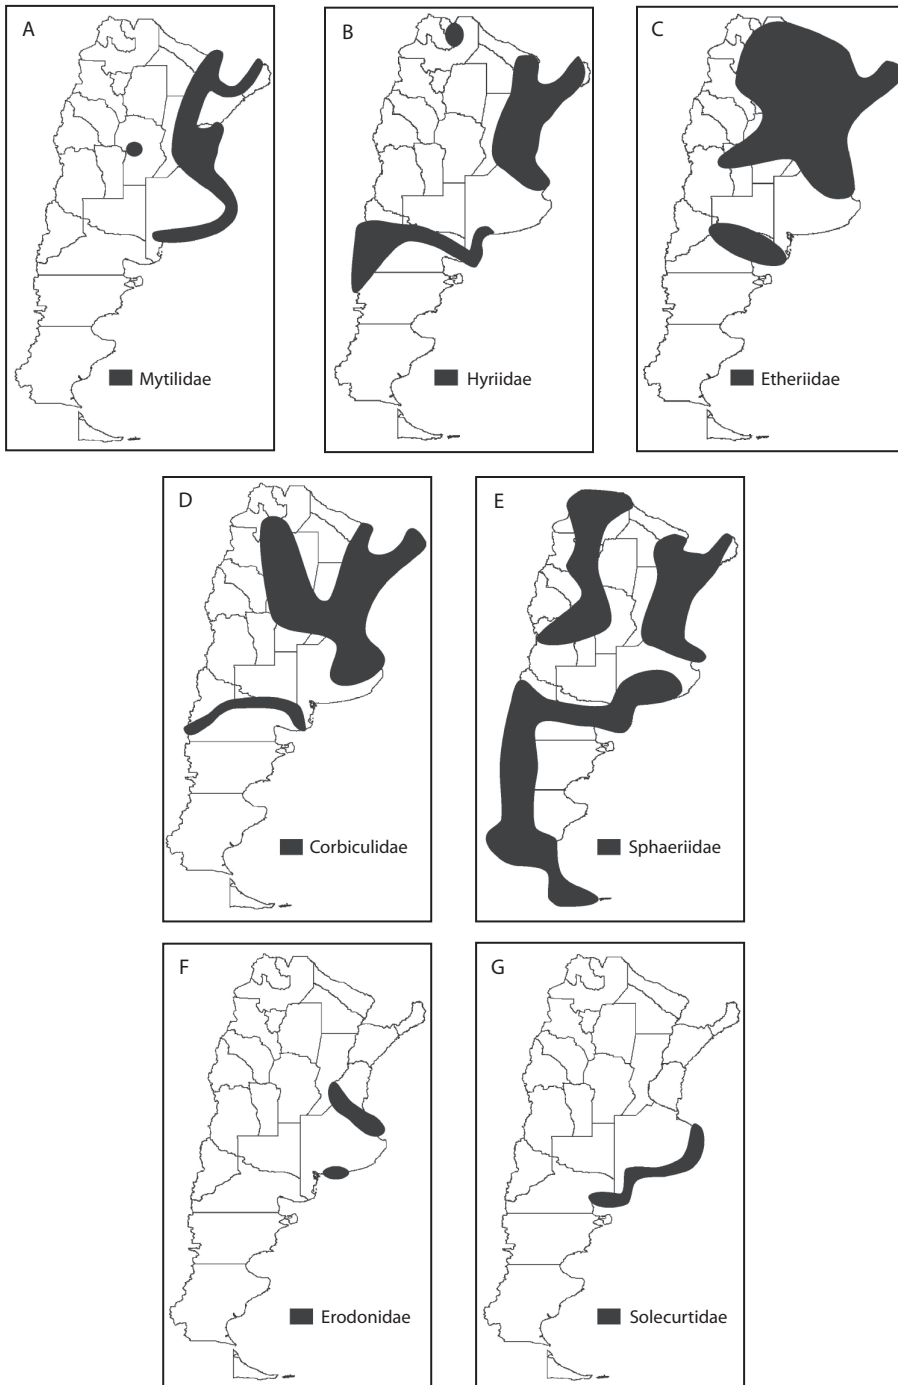 A
Mytilidae
B
Hyriidae
C
Etheriidae
D
Corbiculidae
E
Sphaeriidae
F
Erodonidae
G
Solecurtidae